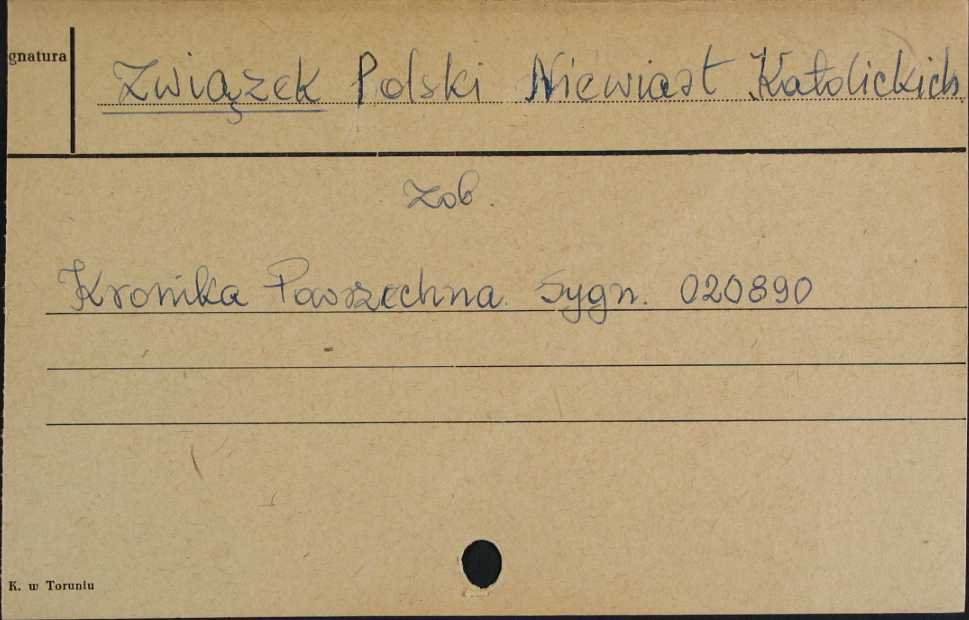 gnatura
Związek Polski Niewiast Katolickich
zob.
Kronika Powszechna. Sygn. 020890
K. w Toruniu